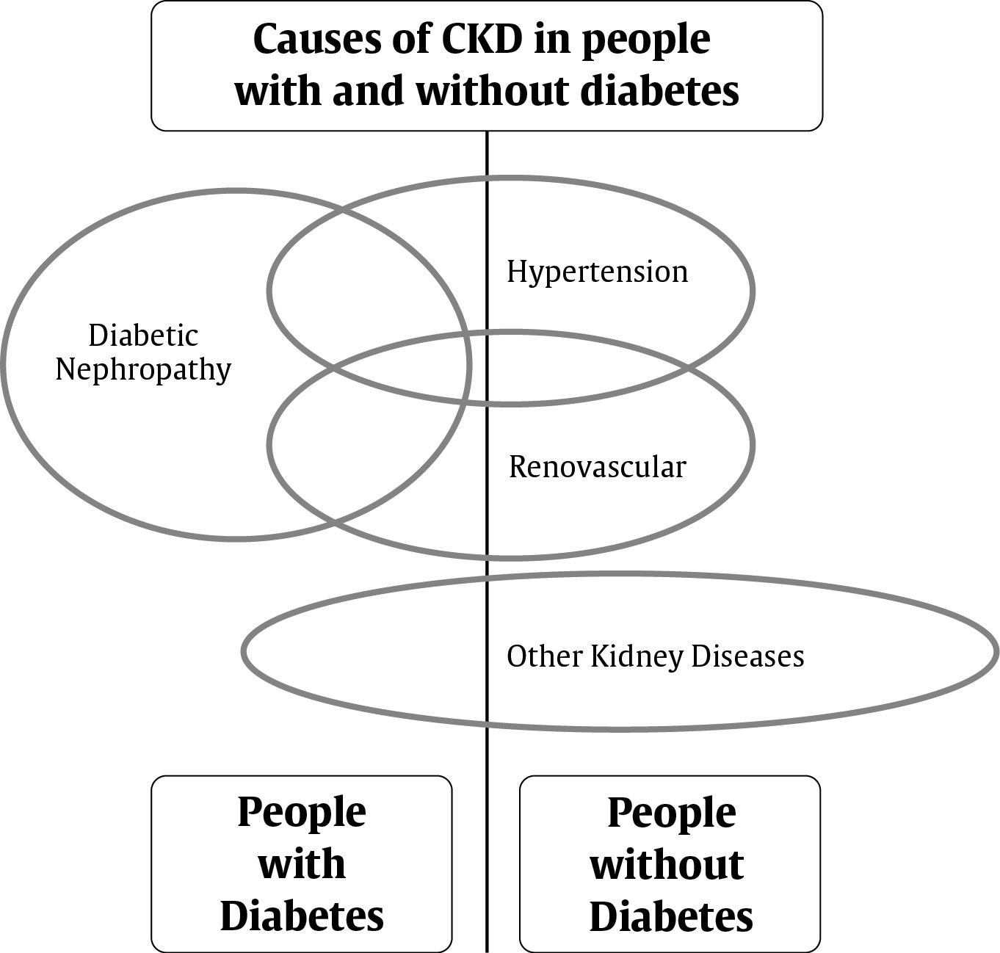 Causes of CKD in people
with and without diabetes
Hypertension
Diabetic
Nephropathy
Renovascular
Other Kidney Diseases
People
with
Diabetes
People
without
Diabetes